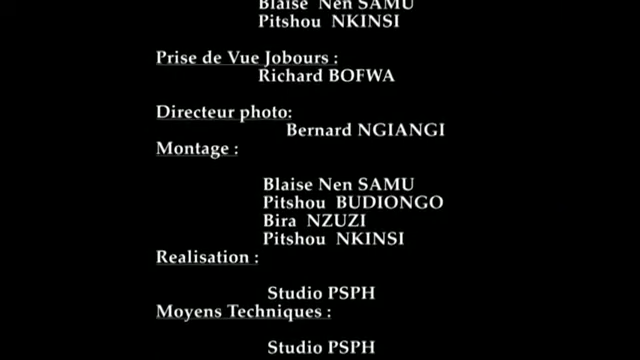 Blaise Nen SAMU
Pitshou NKINSI
Prise de Vue Jobours :
Richard BOFWA
Directeur photo:
Bernard NGIANGI
Montage :
Blaise Nen SAMU
Pitshou BUDIONGO
Bira NZUZI
Pitshou NKINSI
Realisation :
Studio PSPH
Moyens Techniques :
Studio PSPH